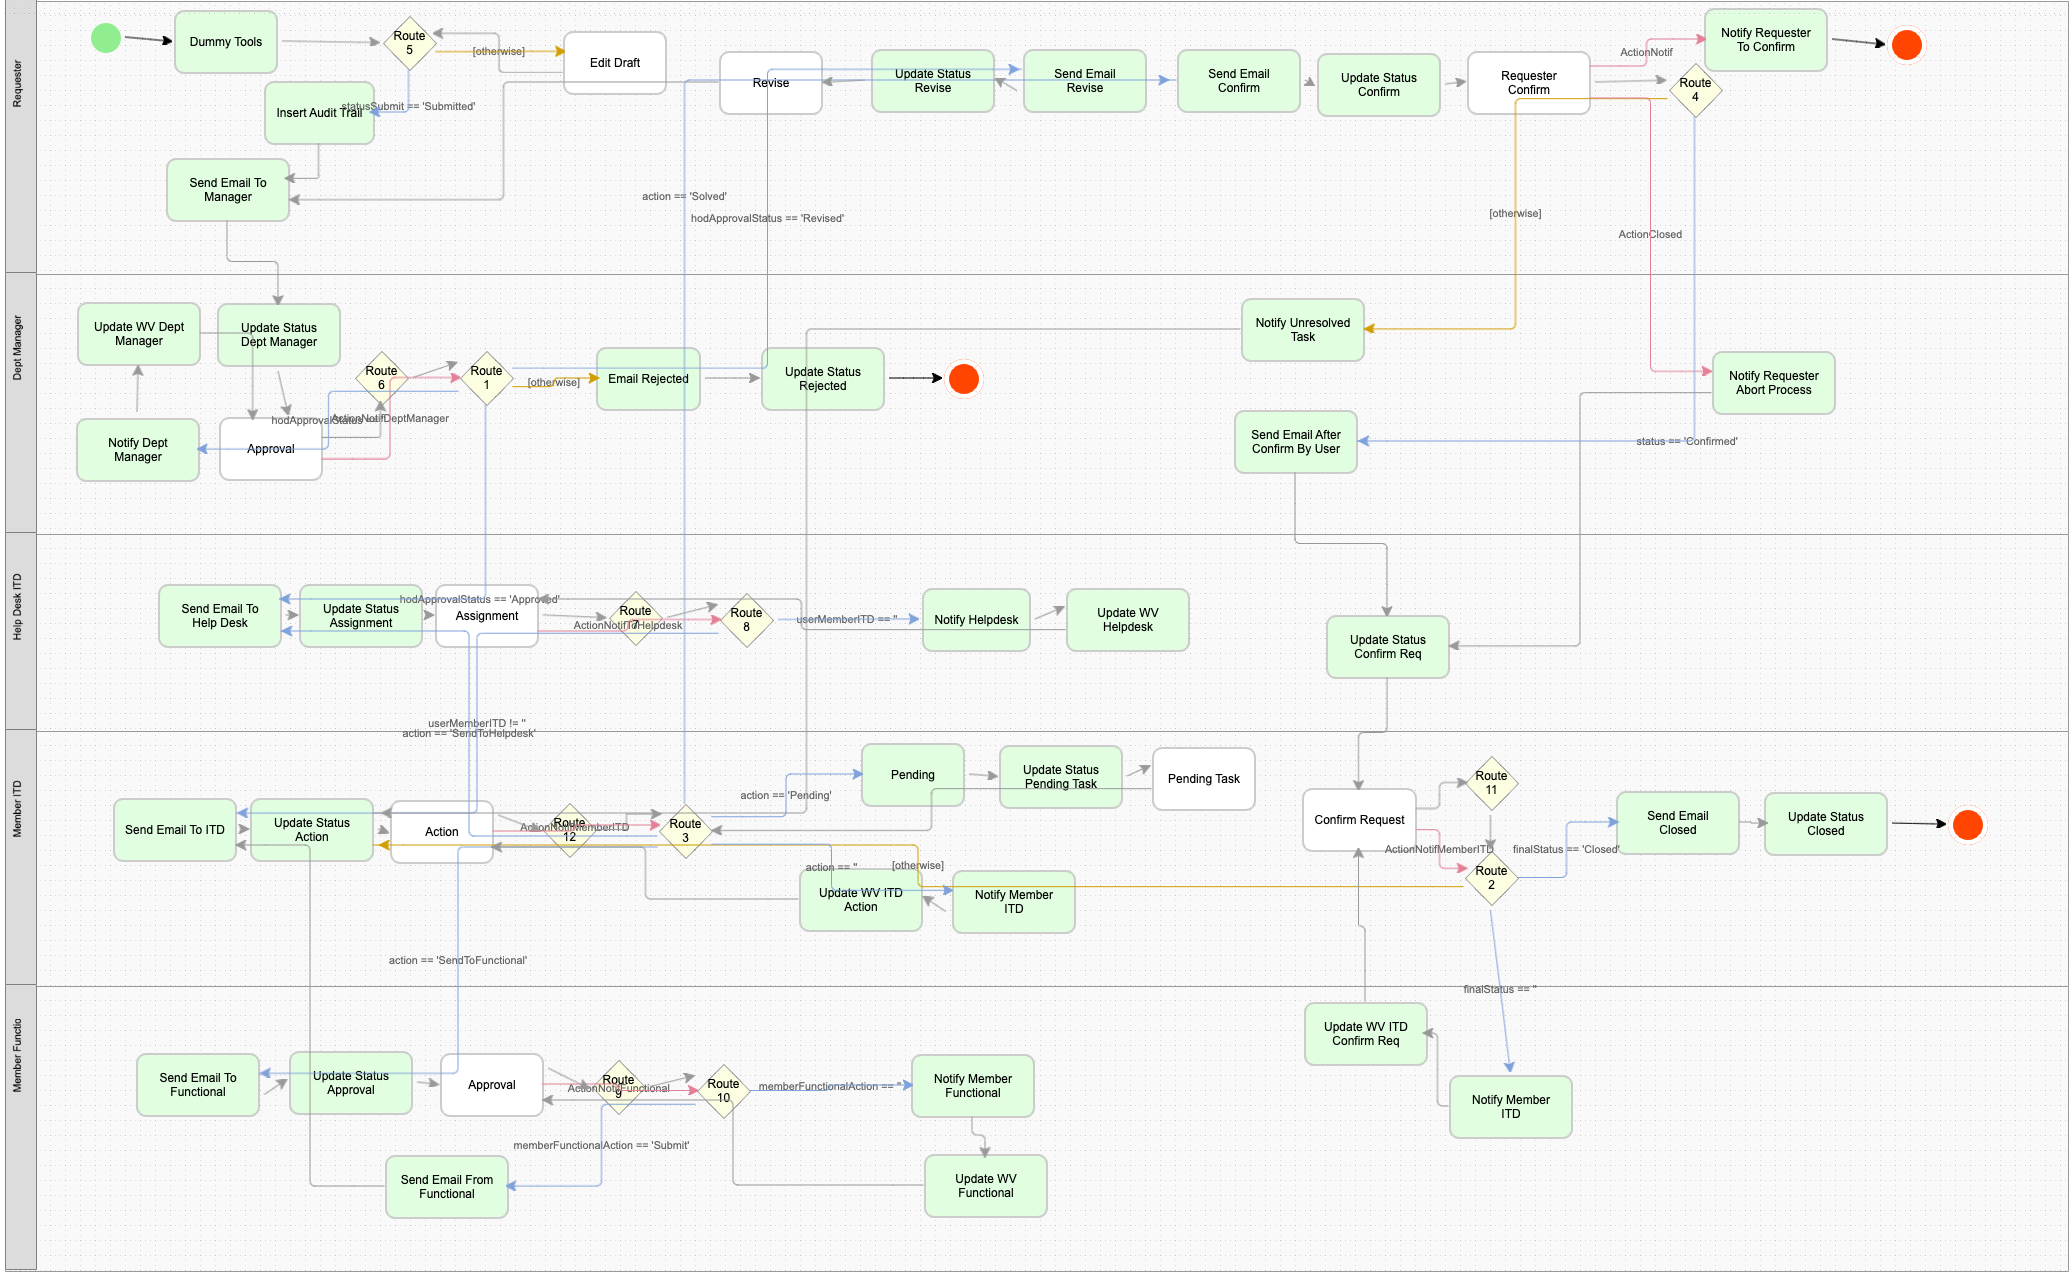 Requester
Dummy Tools
Route
5
[otherwise]
Edit Draft
Insert Audit Trail
statusSubmit == 'Submitted'
Send Email To
Manager
Revise
Update Status
Revise
Send Email
Revise
Send Email
Confirm
Update Status
Confirm
Requester
Confirm
ActionNotif
Route
4
Notify Requester
To Confirm
action == 'Solved'
hodApprovalStatus == 'Revised'
[otherwise]
ActionClosed
Dept Manager
Update WV Dept
Manager
Update Status
Dept Manager
Route
6
Route
1
[otherwise]
Email Rejected
Update Status
Rejected
Notify Unresolved
Task
Notify Requester
Abort Process
hodApprovalStatus ==
ActionNotifDeptManager
Notify Dept
Manager
Approval
Send Email After
Confirm By User
status == 'Confirmed'
Help Desk ITD
Send Email To
Help Desk
Update Status
Assignment
hodApprovalStatus == 'Approved'
Assignment
Route
7
ActionNotifToHelpdesk
Route
8
userMemberITD == ''
Notify Helpdesk
Update WV
Helpdesk
Update Status
Confirm Req
userMemberITD != ''
action == 'SendToHelpdesk'
Member ITD
Send Email To ITD
Update Status
Action
Action
Route
12
ActionNotifMemberITD
Route
3
action == 'Pending'
Pending
Update Status
Pending Task
Pending Task
action == ''
[otherwise]
Update WV ITD
Action
Notify Member
ITD
Confirm Request
Route
11
ActionNotifMemberITD
Route
2
finalStatus == 'Closed'
Send Email
Closed
Update Status
Closed
action == 'SendToFunctional'
finalStatus == ''
Member Functio
Send Email To
Functional
Update Status
Approval
Approval
Route
9
ActionNotifFunctional
Route
10
memberFunctionalAction == ''
Notify Member
Functional
Update WV ITD
Confirm Req
Notify Member
ITD
memberFunctionalAction == 'Submit'
Send Email From
Functional
Update WV
Functional